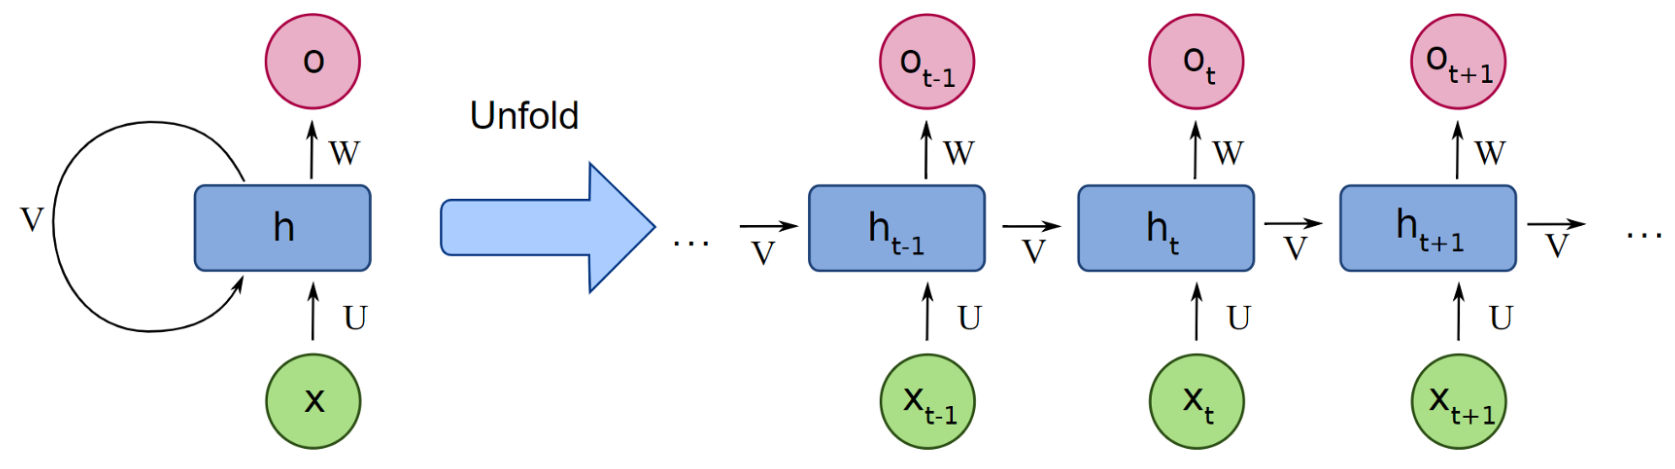 o
W
V
h
U
x
Unfold
...
V
o_{t-1}
W
h_{t-1}
U
x_{t-1}
V
o_t
W
h_t
U
x_t
V
o_{t+1}
W
h_{t+1}
U
x_{t+1}
V
...